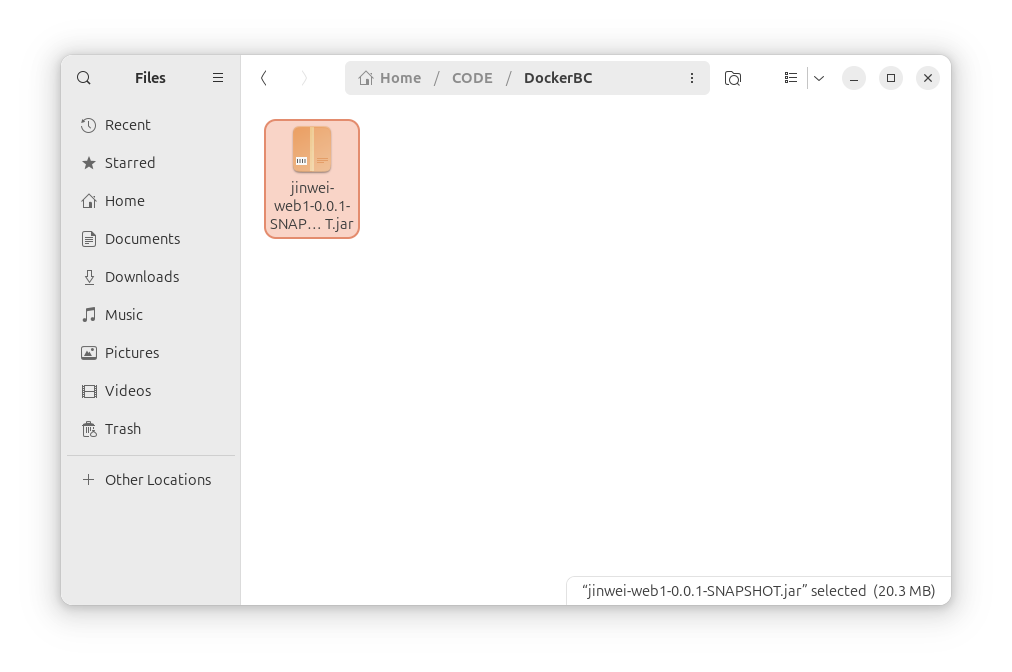 Files
Home / CODE / DockerBC
Recent
Starred
Home
Documents
Downloads
Music
Pictures
Videos
Trash
Other Locations
jinwei-
web1-0.0.1-
SNAP… T.jar
“jinwei-web1-0.0.1-SNAPSHOT.jar” selected (20.3 MB)